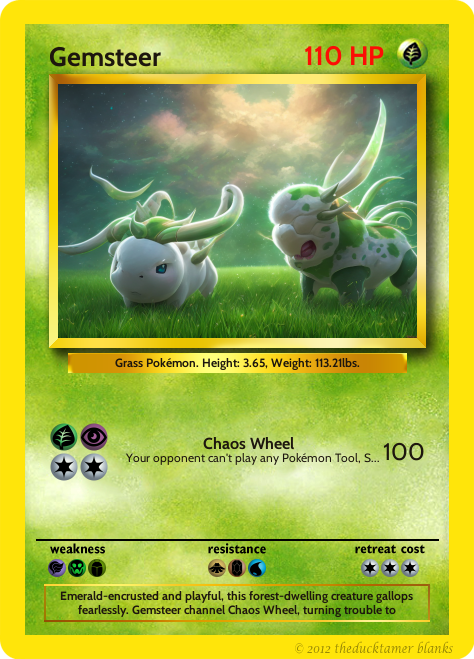 Gemsteer
110 HP
Grass Pokémon. Height: 3.65, Weight: 113.21lbs.
Chaos Wheel
Your opponent can't play any Pokémon Tool, S...
100
weakness
resistance
retreat cost
Emerald-encrusted and playful, this forest-dwelling creature gallops
fearlessly. Gemsteer channel Chaos Wheel, turning trouble to
© 2012 theducktamer blanks